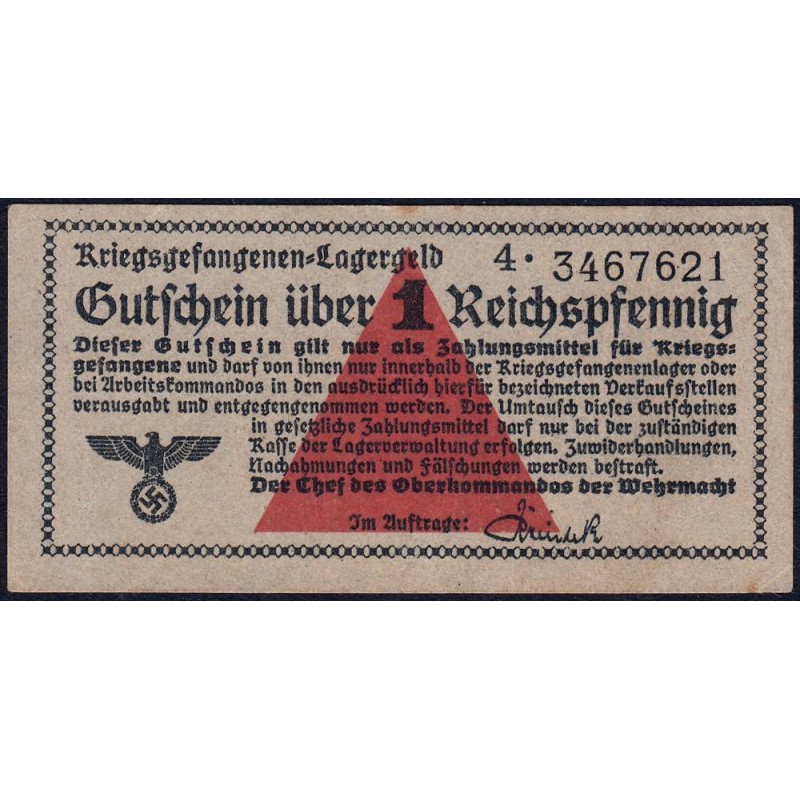 Kriegsgefangenen-Lagergeld 4 · 3467621
Gutschein über 1 Reichspfennig
Dieser Gutschein gilt nur als Zahlungsmittel für Kriegs-
gefangene und darf von ihnen nur innerhalb der Kriegsgefangenenlager oder
bei Arbeitskommandos in den ausdrücklich hierfür bezeichneten Verkaufsstellen
verausgabt und entgegengenommen werden. Der Umtausch dieses Gutscheines
in gesetzliche Zahlungsmittel darf nur bei der zuständigen
Kasse der Lagerverwaltung erfolgen. Zuwiderhandlungen,
Nachahmungen und Fälschungen werden bestraft.
Der Chef des Oberkommandos der Wehrmacht
Im Auftrage: